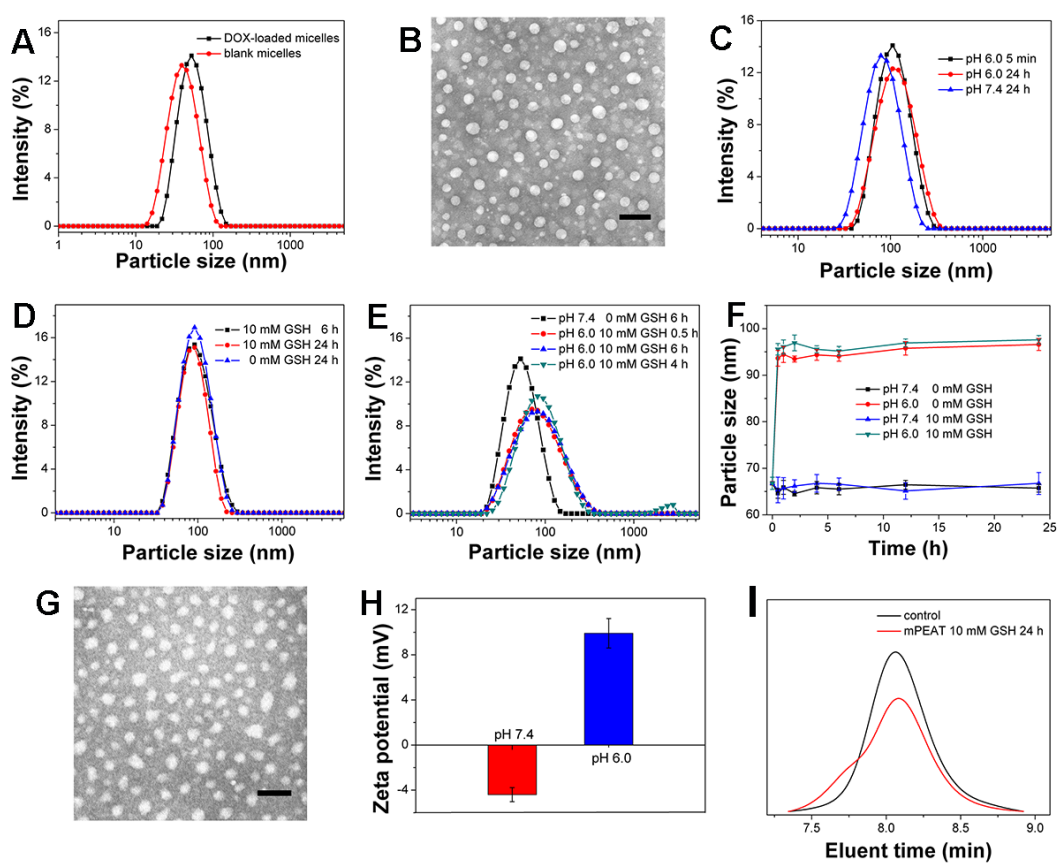 A
Intensity (%)
16
12
8
4
0
1
10
100
1000
Particle size (nm)
DOX-loaded micelles
blank micelles
B
C
Intensity (%)
16
12
8
4
0
10
100
1000
Particle size (nm)
pH 6.0 5 min
pH 6.0 24 h
pH 7.4 24 h
D
Intensity (%)
16
12
8
4
0
10
100
1000
Particle size (nm)
10 mM GSH 6 h
10 mM GSH 24 h
0 mM GSH 24 h
E
Intensity (%)
16
12
8
4
0
10
100
1000
Particle size (nm)
pH 7.4 0 mM GSH 6 h
pH 6.0 10 mM GSH 0.5 h
pH 6.0 10 mM GSH 6 h
pH 6.0 10 mM GSH 4 h
F
Particle size (nm)
100
90
80
70
60
0
5
10
15
20
25
Time (h)
pH 7.4 0 mM GSH
pH 6.0 0 mM GSH
pH 7.4 10 mM GSH
pH 6.0 10 mM GSH
G
H
Zeta potential (mV)
12
8
4
0
-4
pH 7.4
pH 6.0
I
control
mPEAT 10 mM GSH 24 h
7.5
8.0
8.5
9.0
Eluent time (min)